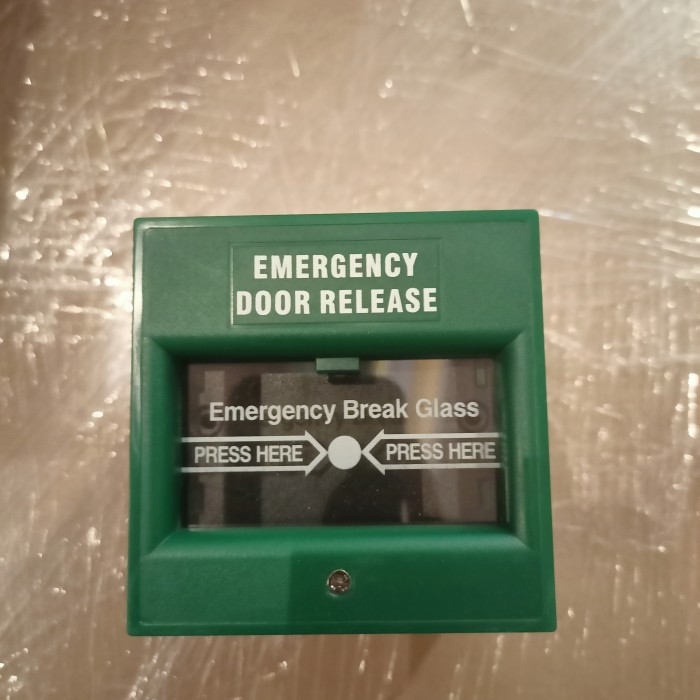 EMERGENCY
DOOR RELEASE
Emergency Break Glass
PRESS HERE PRESS HERE